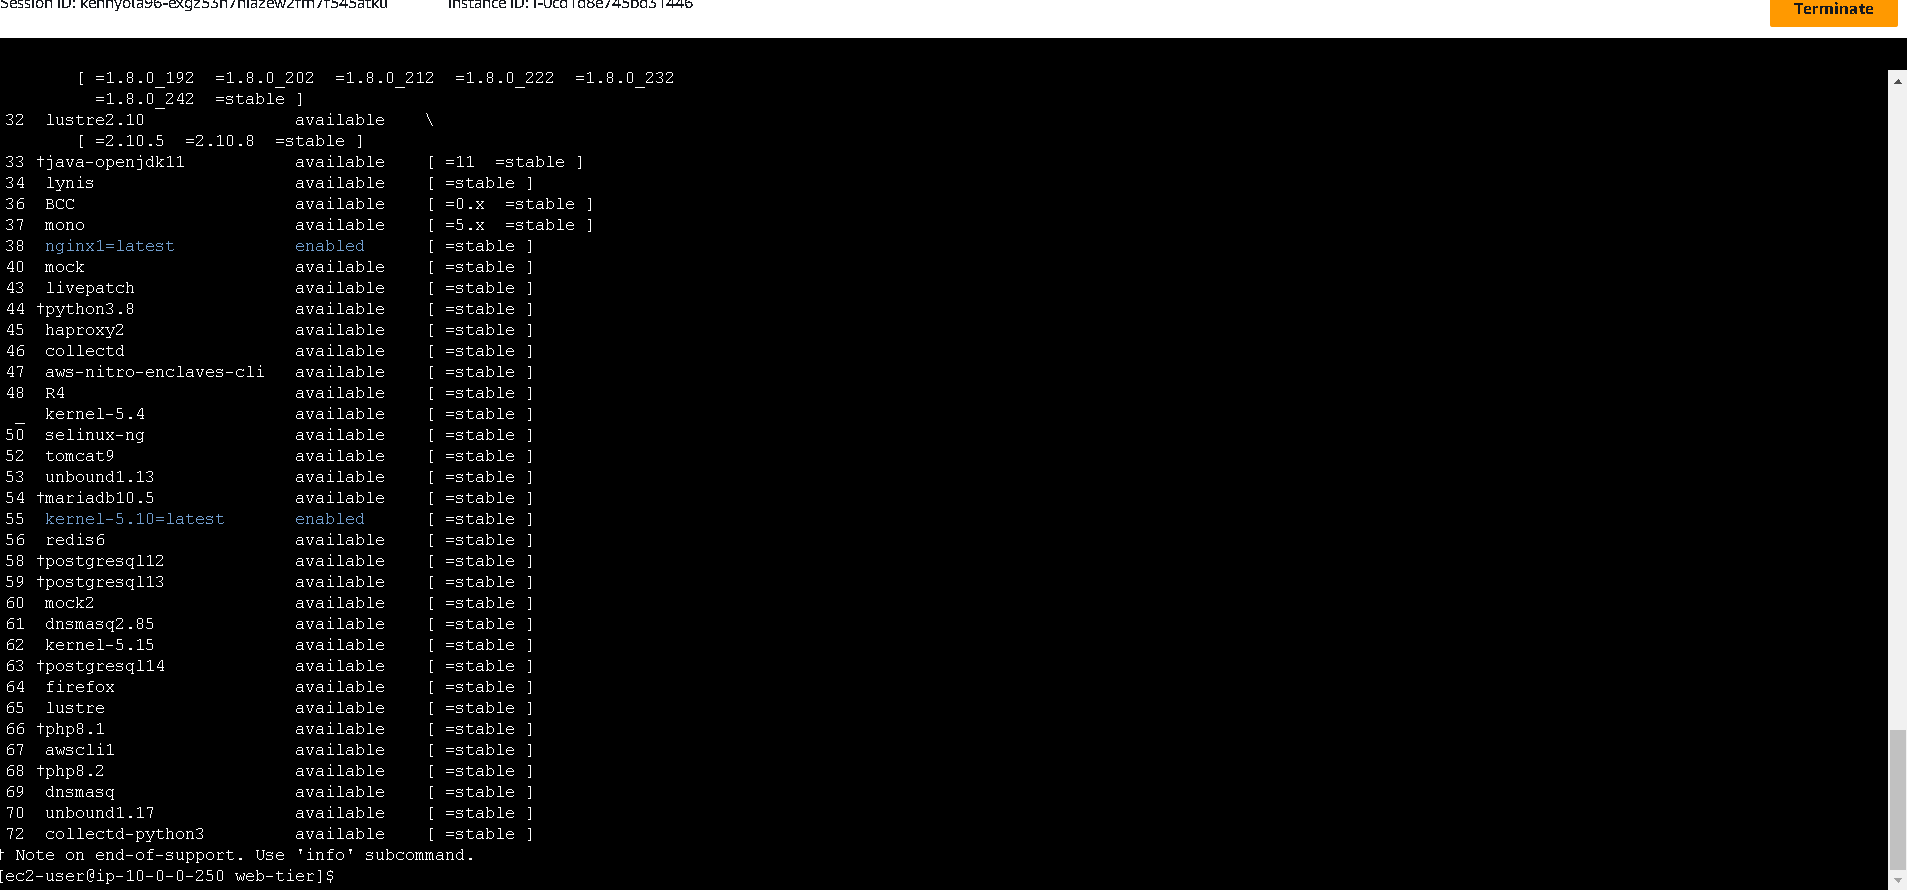 Session ID: kennyola96- Instance ID:
Terminate
[ =1.8.0_192 =1.8.0_202 =1.8.0_212 =1.8.0_222 =1.8.0_232
=1.8.0_242 =stable ]
32 lustre2.10 available \
[ =2.10.5 =2.10.8 =stable ]
33 †java-openjdk11 available [ =11 =stable ]
34 lynis available [ =stable ]
36 BCC available [ =0.x =stable ]
37 mono available [ =5.x =stable ]
38 nginx1=latest enabled [ =stable ]
40 mock available [ =stable ]
43 livepatch available [ =stable ]
44 †python3.8 available [ =stable ]
45 haproxy2 available [ =stable ]
46 collectd available [ =stable ]
47 aws-nitro-enclaves-cli available [ =stable ]
48 R4 available [ =stable ]
_ kernel-5.4 available [ =stable ]
50 selinux-ng available [ =stable ]
52 tomcat9 available [ =stable ]
53 unbound1.13 available [ =stable ]
54 †mariadb10.5 available [ =stable ]
55 kernel-5.10=latest enabled [ =stable ]
56 redis6 available [ =stable ]
58 †postgresql12 available [ =stable ]
59 †postgresql13 available [ =stable ]
60 mock2 available [ =stable ]
61 dnsmasq2.85 available [ =stable ]
62 kernel-5.15 available [ =stable ]
63 †postgresql14 available [ =stable ]
64 firefox available [ =stable ]
65 lustre available [ =stable ]
66 †php8.1 available [ =stable ]
67 awscli1 available [ =stable ]
68 †php8.2 available [ =stable ]
69 dnsmasq available [ =stable ]
70 unbound1.17 available [ =stable ]
72 collectd-python3 available [ =stable ]
† Note on end-of-support. Use 'info' subcommand.
[ec2-user@ip-10-0-0-250 web-tier]$